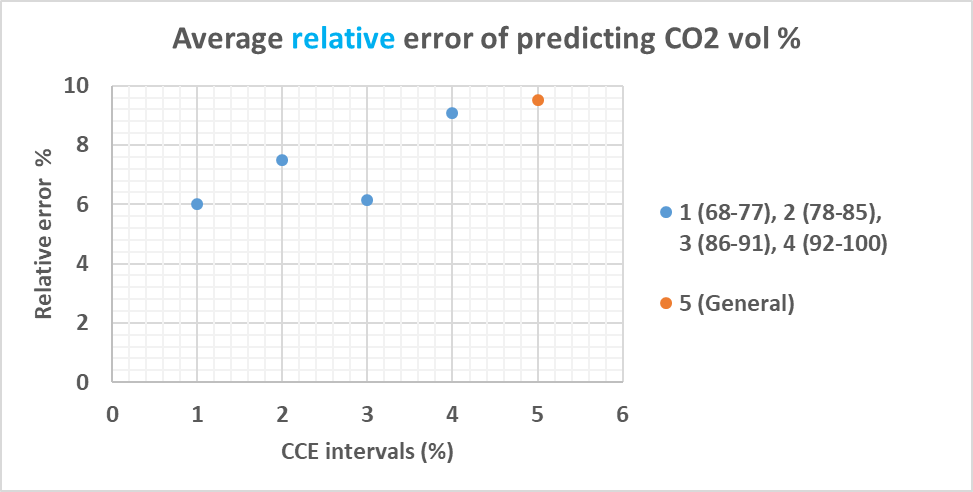 Average relative error of predicting CO2 vol %
10
8
6
4
2
0
Relative error  %
0 1 2 3 4 5 6
CCE intervals (%)
1 (68-77), 2 (78-85),
3 (86-91), 4 (92-100)
5 (General)